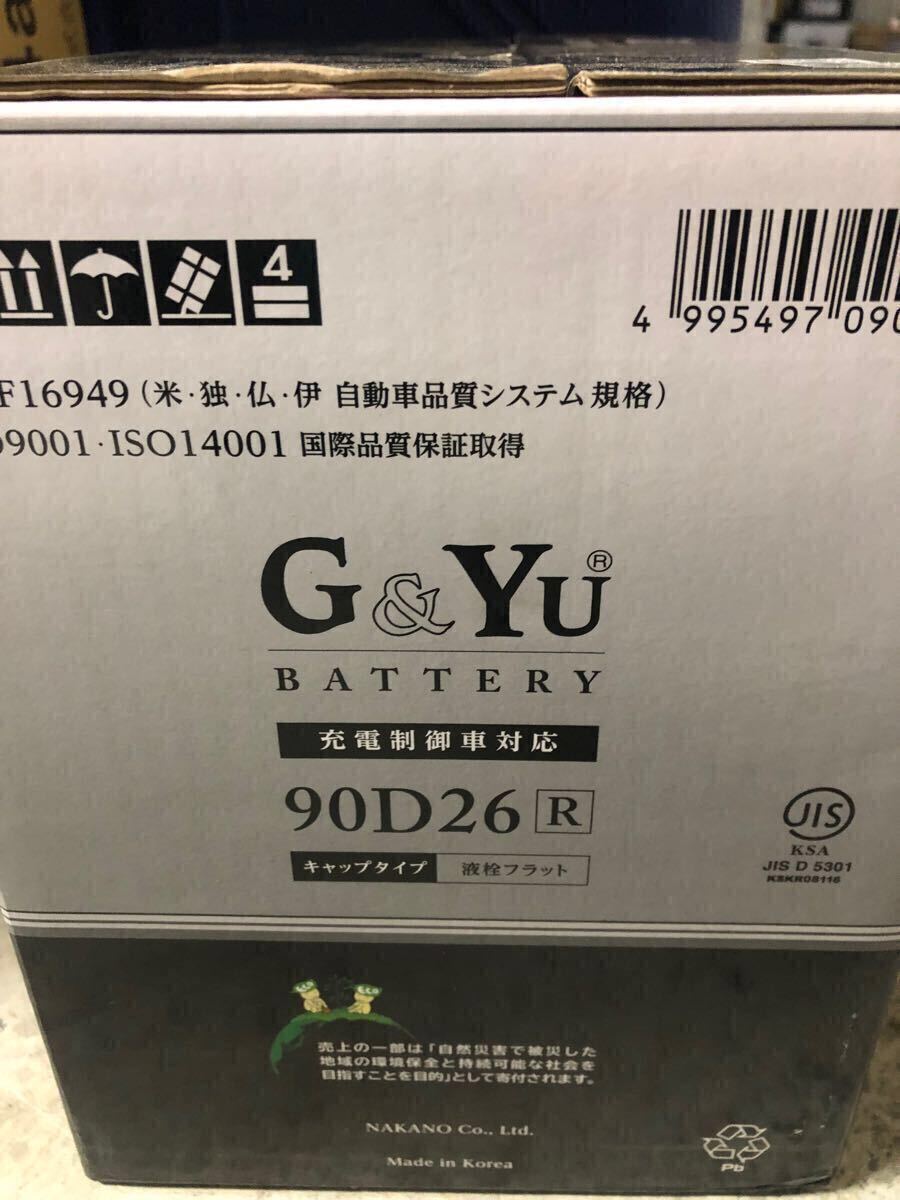 4
4 995497 090
F16949 (米・独・仏・伊 自動車品質システム規格)
9001・ISO14001 国際品質保証取得
G&YU®
BATTERY
充電制御車対応
90D26 R
キャップタイプ 液栓フラット
JIS
KSA
JIS D 5301
KSKR08116
ECO ECO
売上の一部は「自然災害で被災した
地域の環境保全と持続可能な社会を
目指すことを目的」として寄付されます。
NAKANO Co., Ltd.
Made in Korea
Pb